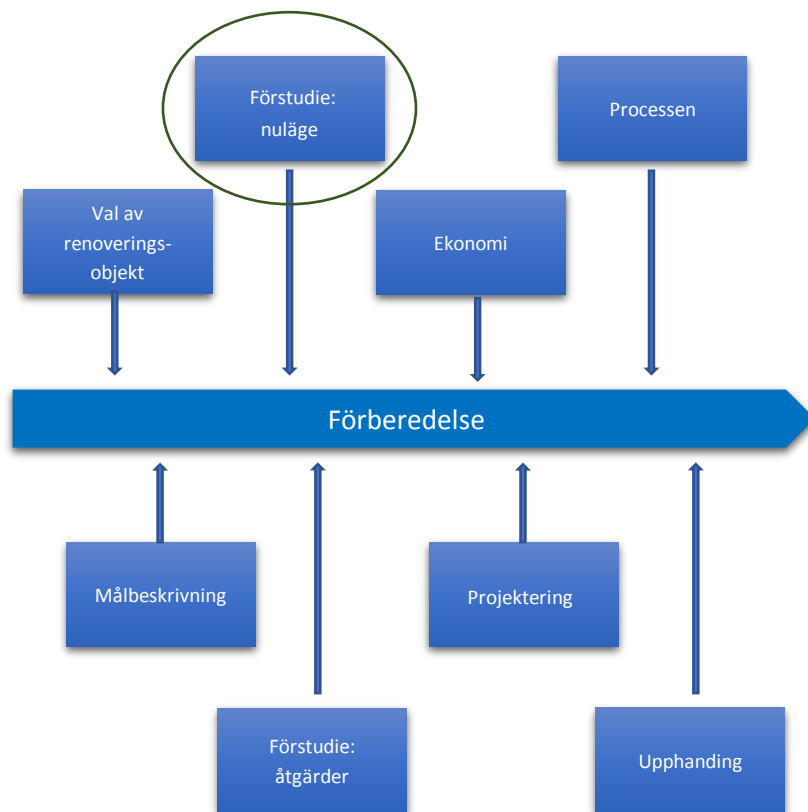 Förstudie:
nuläge
Processen
Val av
renoverings-
objekt
Ekonomi
Förberedelse
Målbeskrivning
Projektering
Förstudie:
åtgärder
Upphanding